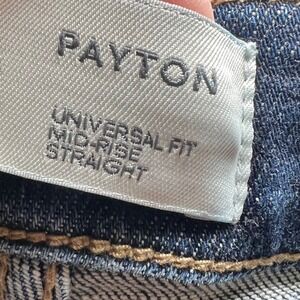 PAYTON
UNIVERSAL FIT
MID-RISE
STRAIGHT